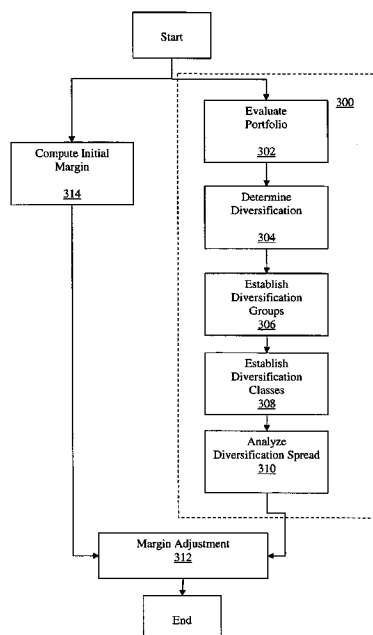 Start
300
Evaluate
Portfolio
302
Compute Initial
Margin
314
Determine
Diversification
304
Establish
Diversification
Groups
306
Establish
Diversification
Classes
308
Analyze
Diversification Spread
310
Margin Adjustment
312
End